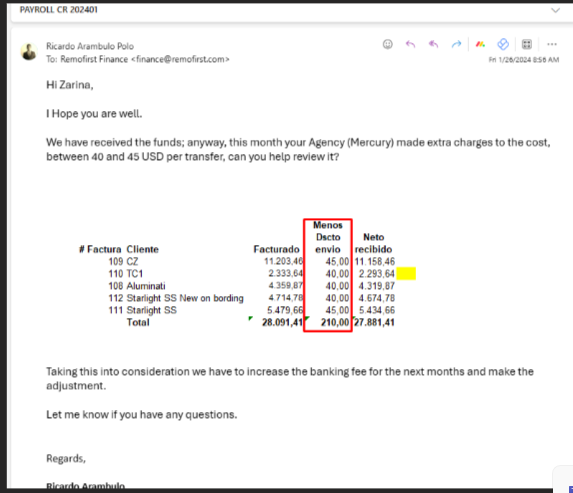 PAYROLL CR 202401
Ricardo Arambulo Polo
To: Remofirst Finance <finance@remofirst.com>
Fri 1/26/2024 8:56 AM
Hi Zarina,
I Hope you are well.
We have received the funds; anyway, this month your Agency (Mercury) made extra charges to the cost,
between 40 and 45 USD per transfer, can you help review it?
Menos
Dscto Neto
# Factura Cliente Facturado envio recibido
109 CZ 11.203,46 45,00 11.158,46
110 TC1 2.333,64 40,00 2.293,64
108 Aluminati 4.359,87 40,00 4.319,87
112 Starlight SS New on bording 4.714,78 40,00 4.674,78
111 Starlight SS 5.479,66 45,00 5.434,66
Total 28.091,41 210,00 27.881,41
Taking this into consideration we have to increase the banking fee for the next months and make the
adjustment.
Let me know if you have any questions.
Regards,
Ricardo Arambulo